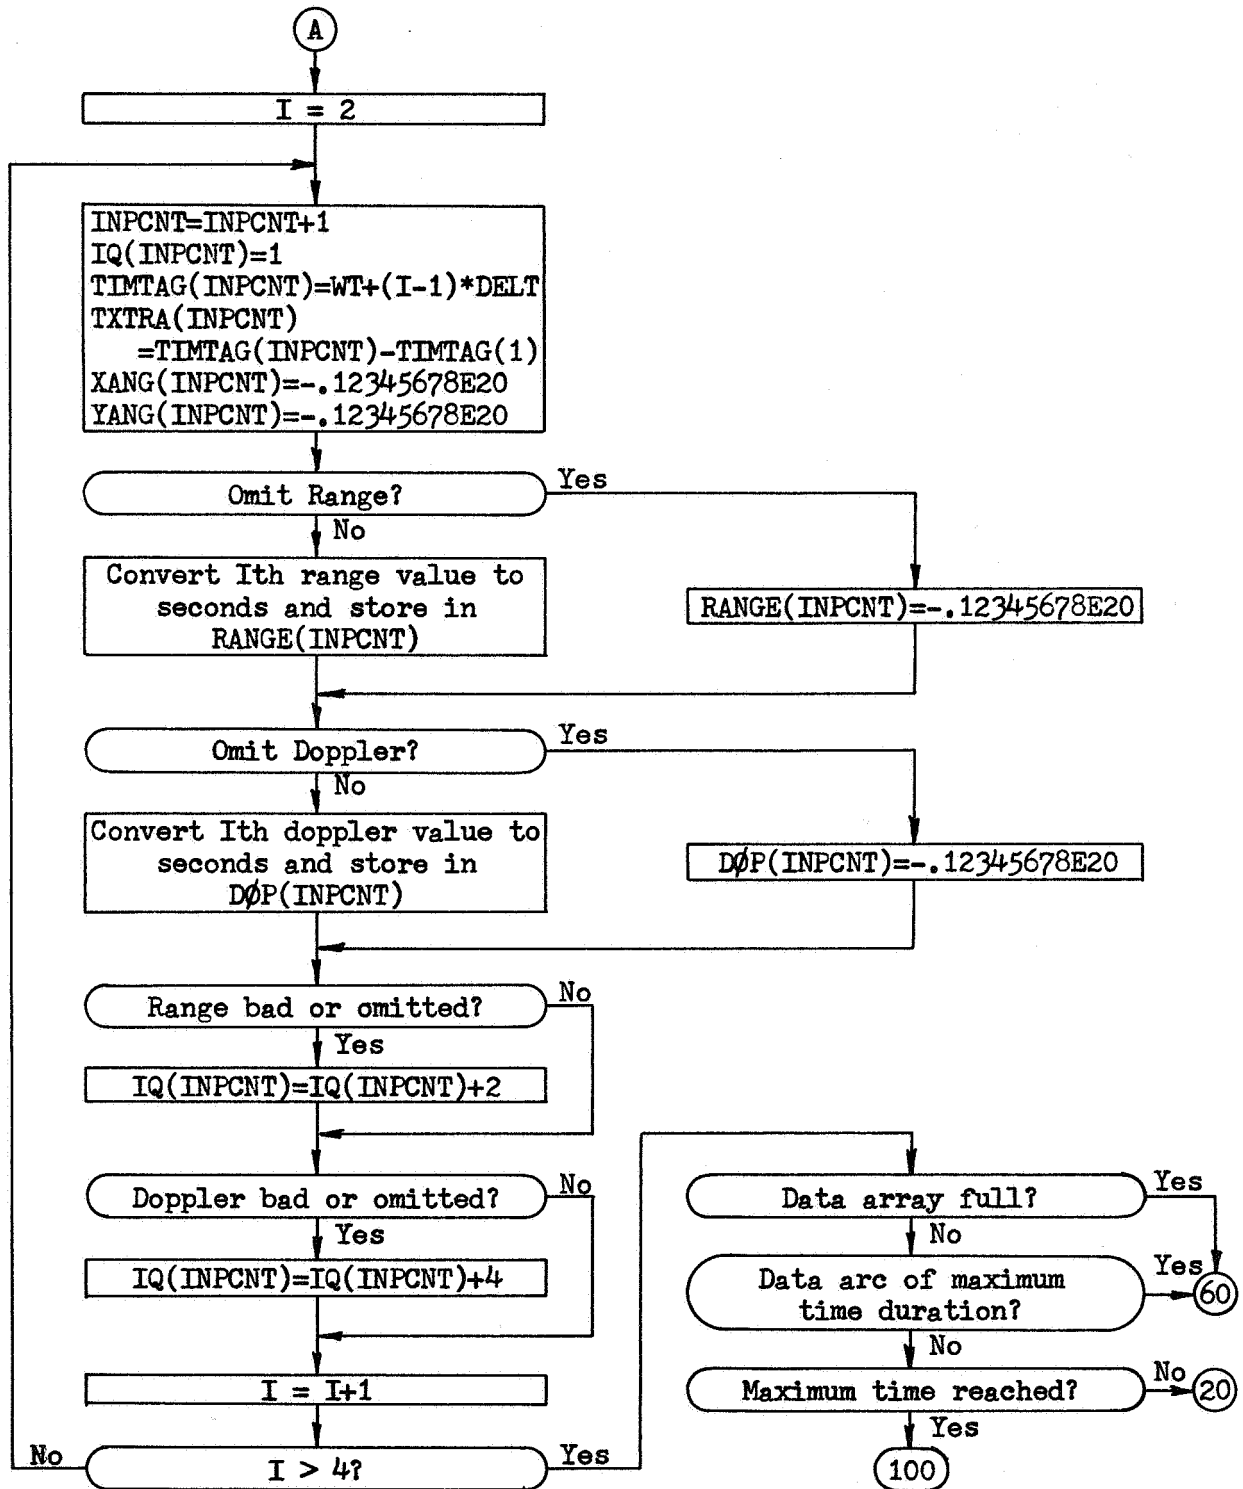 A
I = 2
INPCNT=INPCNT+1
IQ(INPCNT)=1
TIMTAG(INPCNT)=WT+(I-1)*DELT
TXTRA(INPCNT)
=TIMTAG(INPCNT)-TIMTAG(1)
XANG(INPCNT)=-.12345678E20
YANG(INPCNT)=-.12345678E20
Omit Range?
Yes
No
Convert Ith range value to
seconds and store in
RANGE(INPCNT)
RANGE(INPCNT)=-.12345678E20
Omit Doppler?
Yes
No
Convert Ith doppler value to
seconds and store in
DØP(INPCNT)
DØP(INPCNT)=-.12345678E20
Range bad or omitted?
No
Yes
IQ(INPCNT)=IQ(INPCNT)+2
Doppler bad or omitted?
No
Yes
IQ(INPCNT)=IQ(INPCNT)+4
I = I+1
I > 4?
No
Yes
Data array full?
Yes
No
Data arc of maximum
time duration?
Yes
60
No
Maximum time reached?
No
20
Yes
100